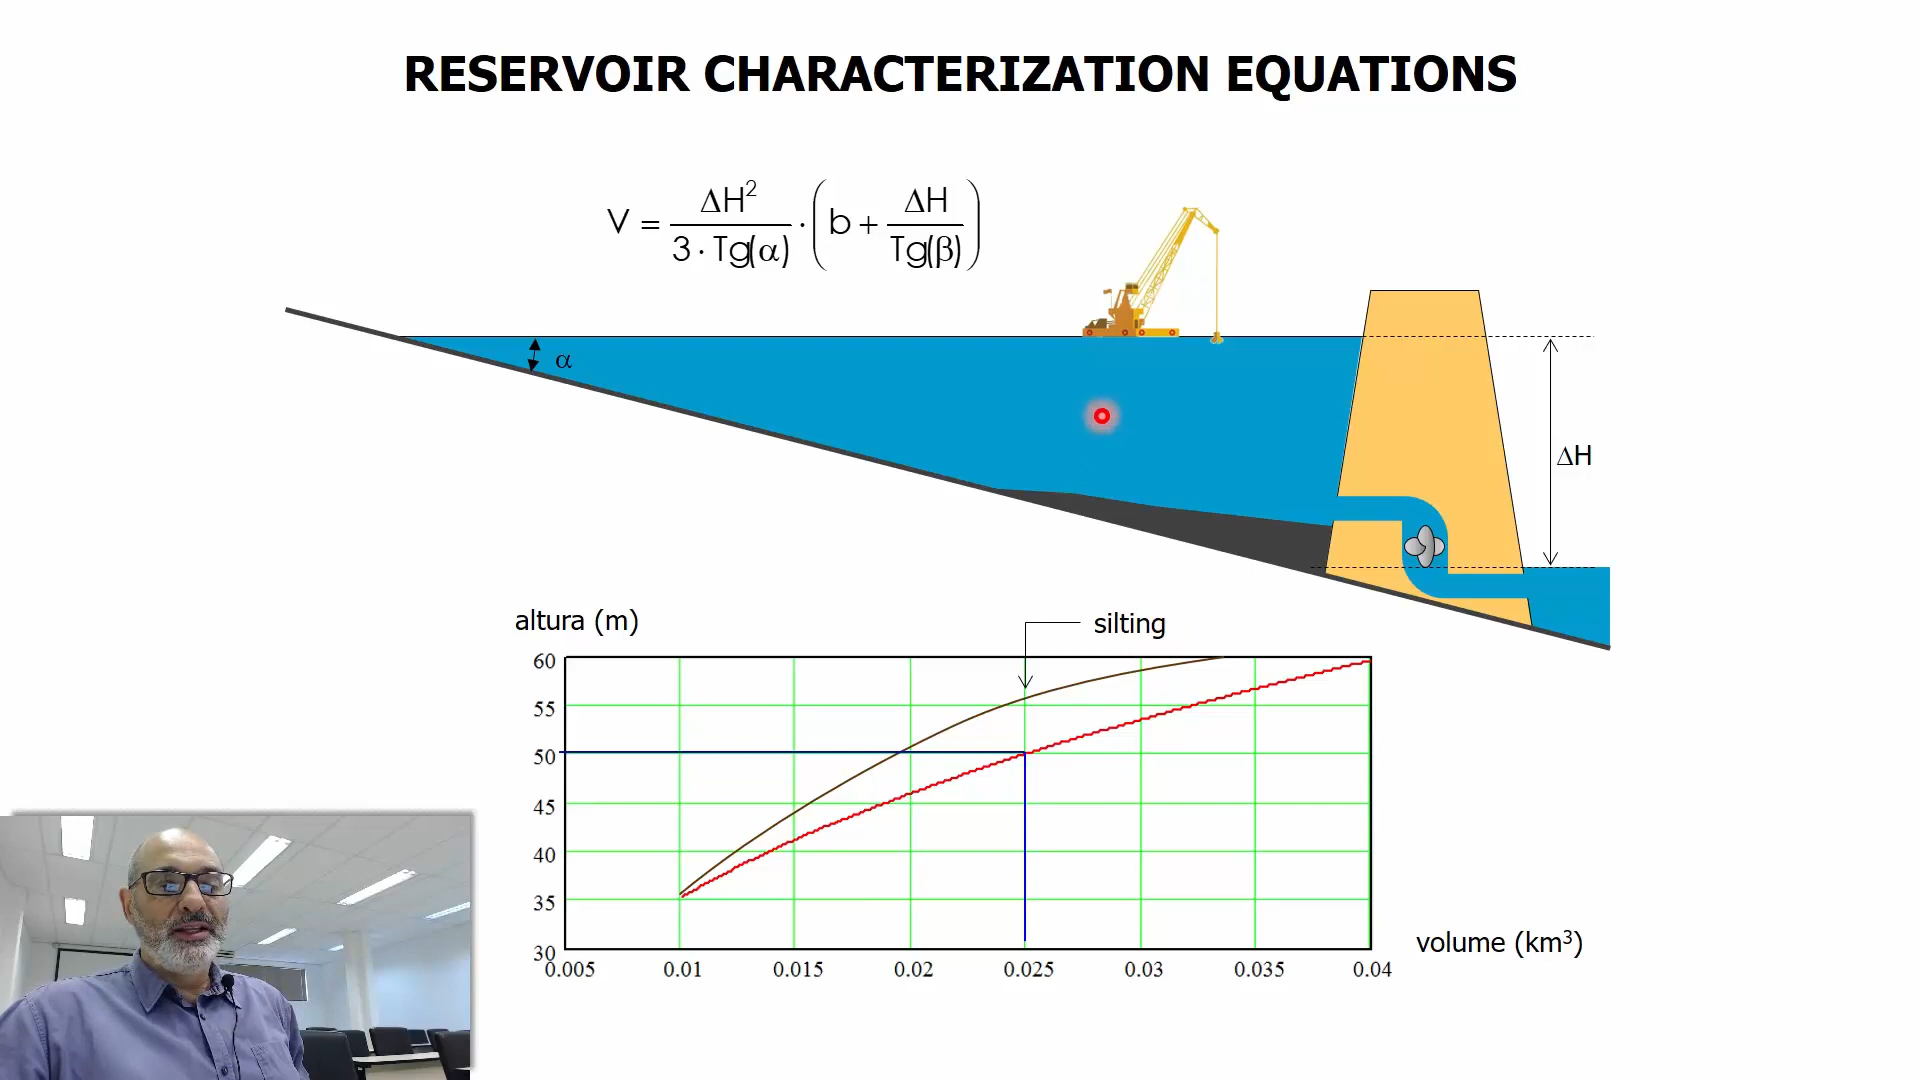 RESERVOIR CHARACTERIZATION EQUATIONS
V = ΔH² / 3 · Tg(α) · (b + ΔH / Tg(β))
α
ΔH
altura (m)
silting
60
55
50
45
40
35
30
0.005 0.01 0.015 0.02 0.025 0.03 0.035 0.04
volume (km³)